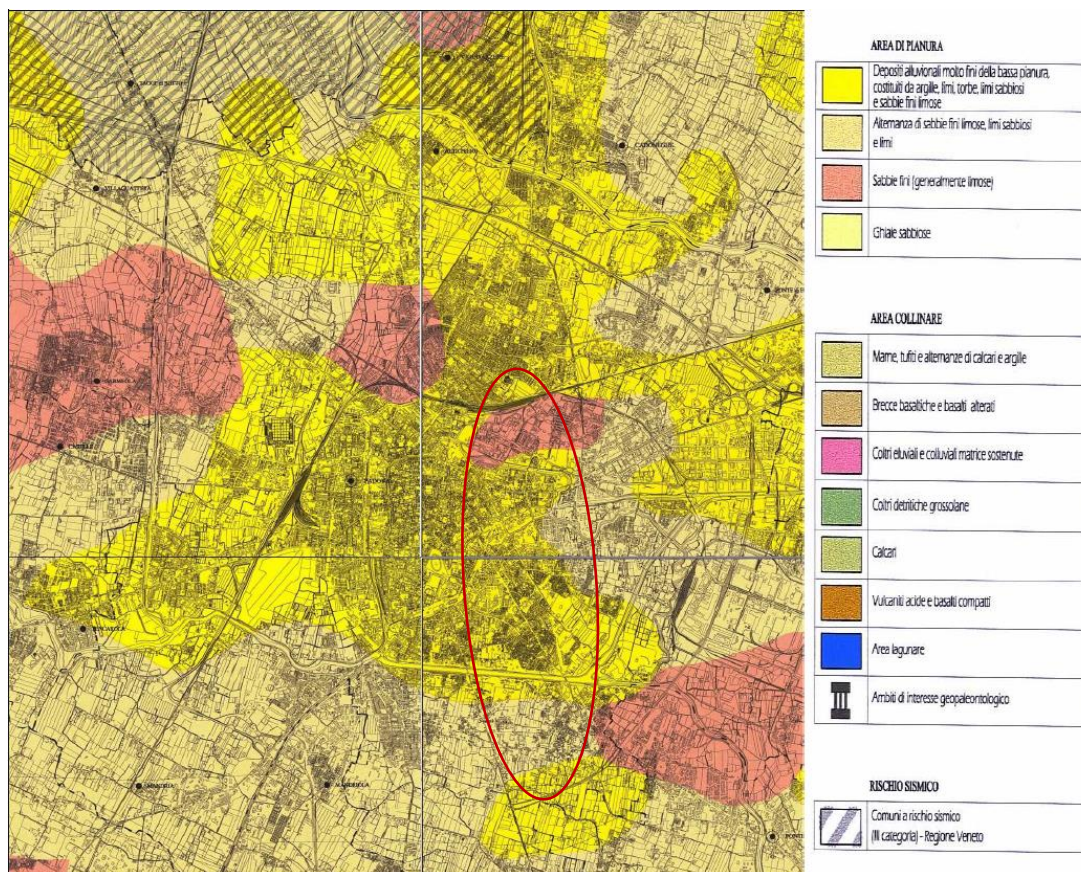 AREA DI PIANURA
Depositi alluvionali molto fini della bassa pianura,
costituiti da argille, limi, torbe, limi sabbiosi
e sabbie fini limose
Alternanza di sabbie fini limose, limi sabbiosi
e limi
Sabbie fini (generalmente limose)
Ghiaie sabbiose
AREA COLLINARE
Marne, tufiti e alternanze di calcari e argille
Brecce basaltiche e basalti alterati
Coltri eluviali e colluviali matrice sostenute
Coltri detritiche grossolane
Calcari
Vulcaniti acide e basalti compatti
Area lagunare
Ambiti di interesse geopaleontologico
RISCHIO SISMICO
Comuni a rischio sismico
(III categoria) - Regione Veneto
CADONEGHE
VILLAFRANCA
PADOVA
MANDRIA